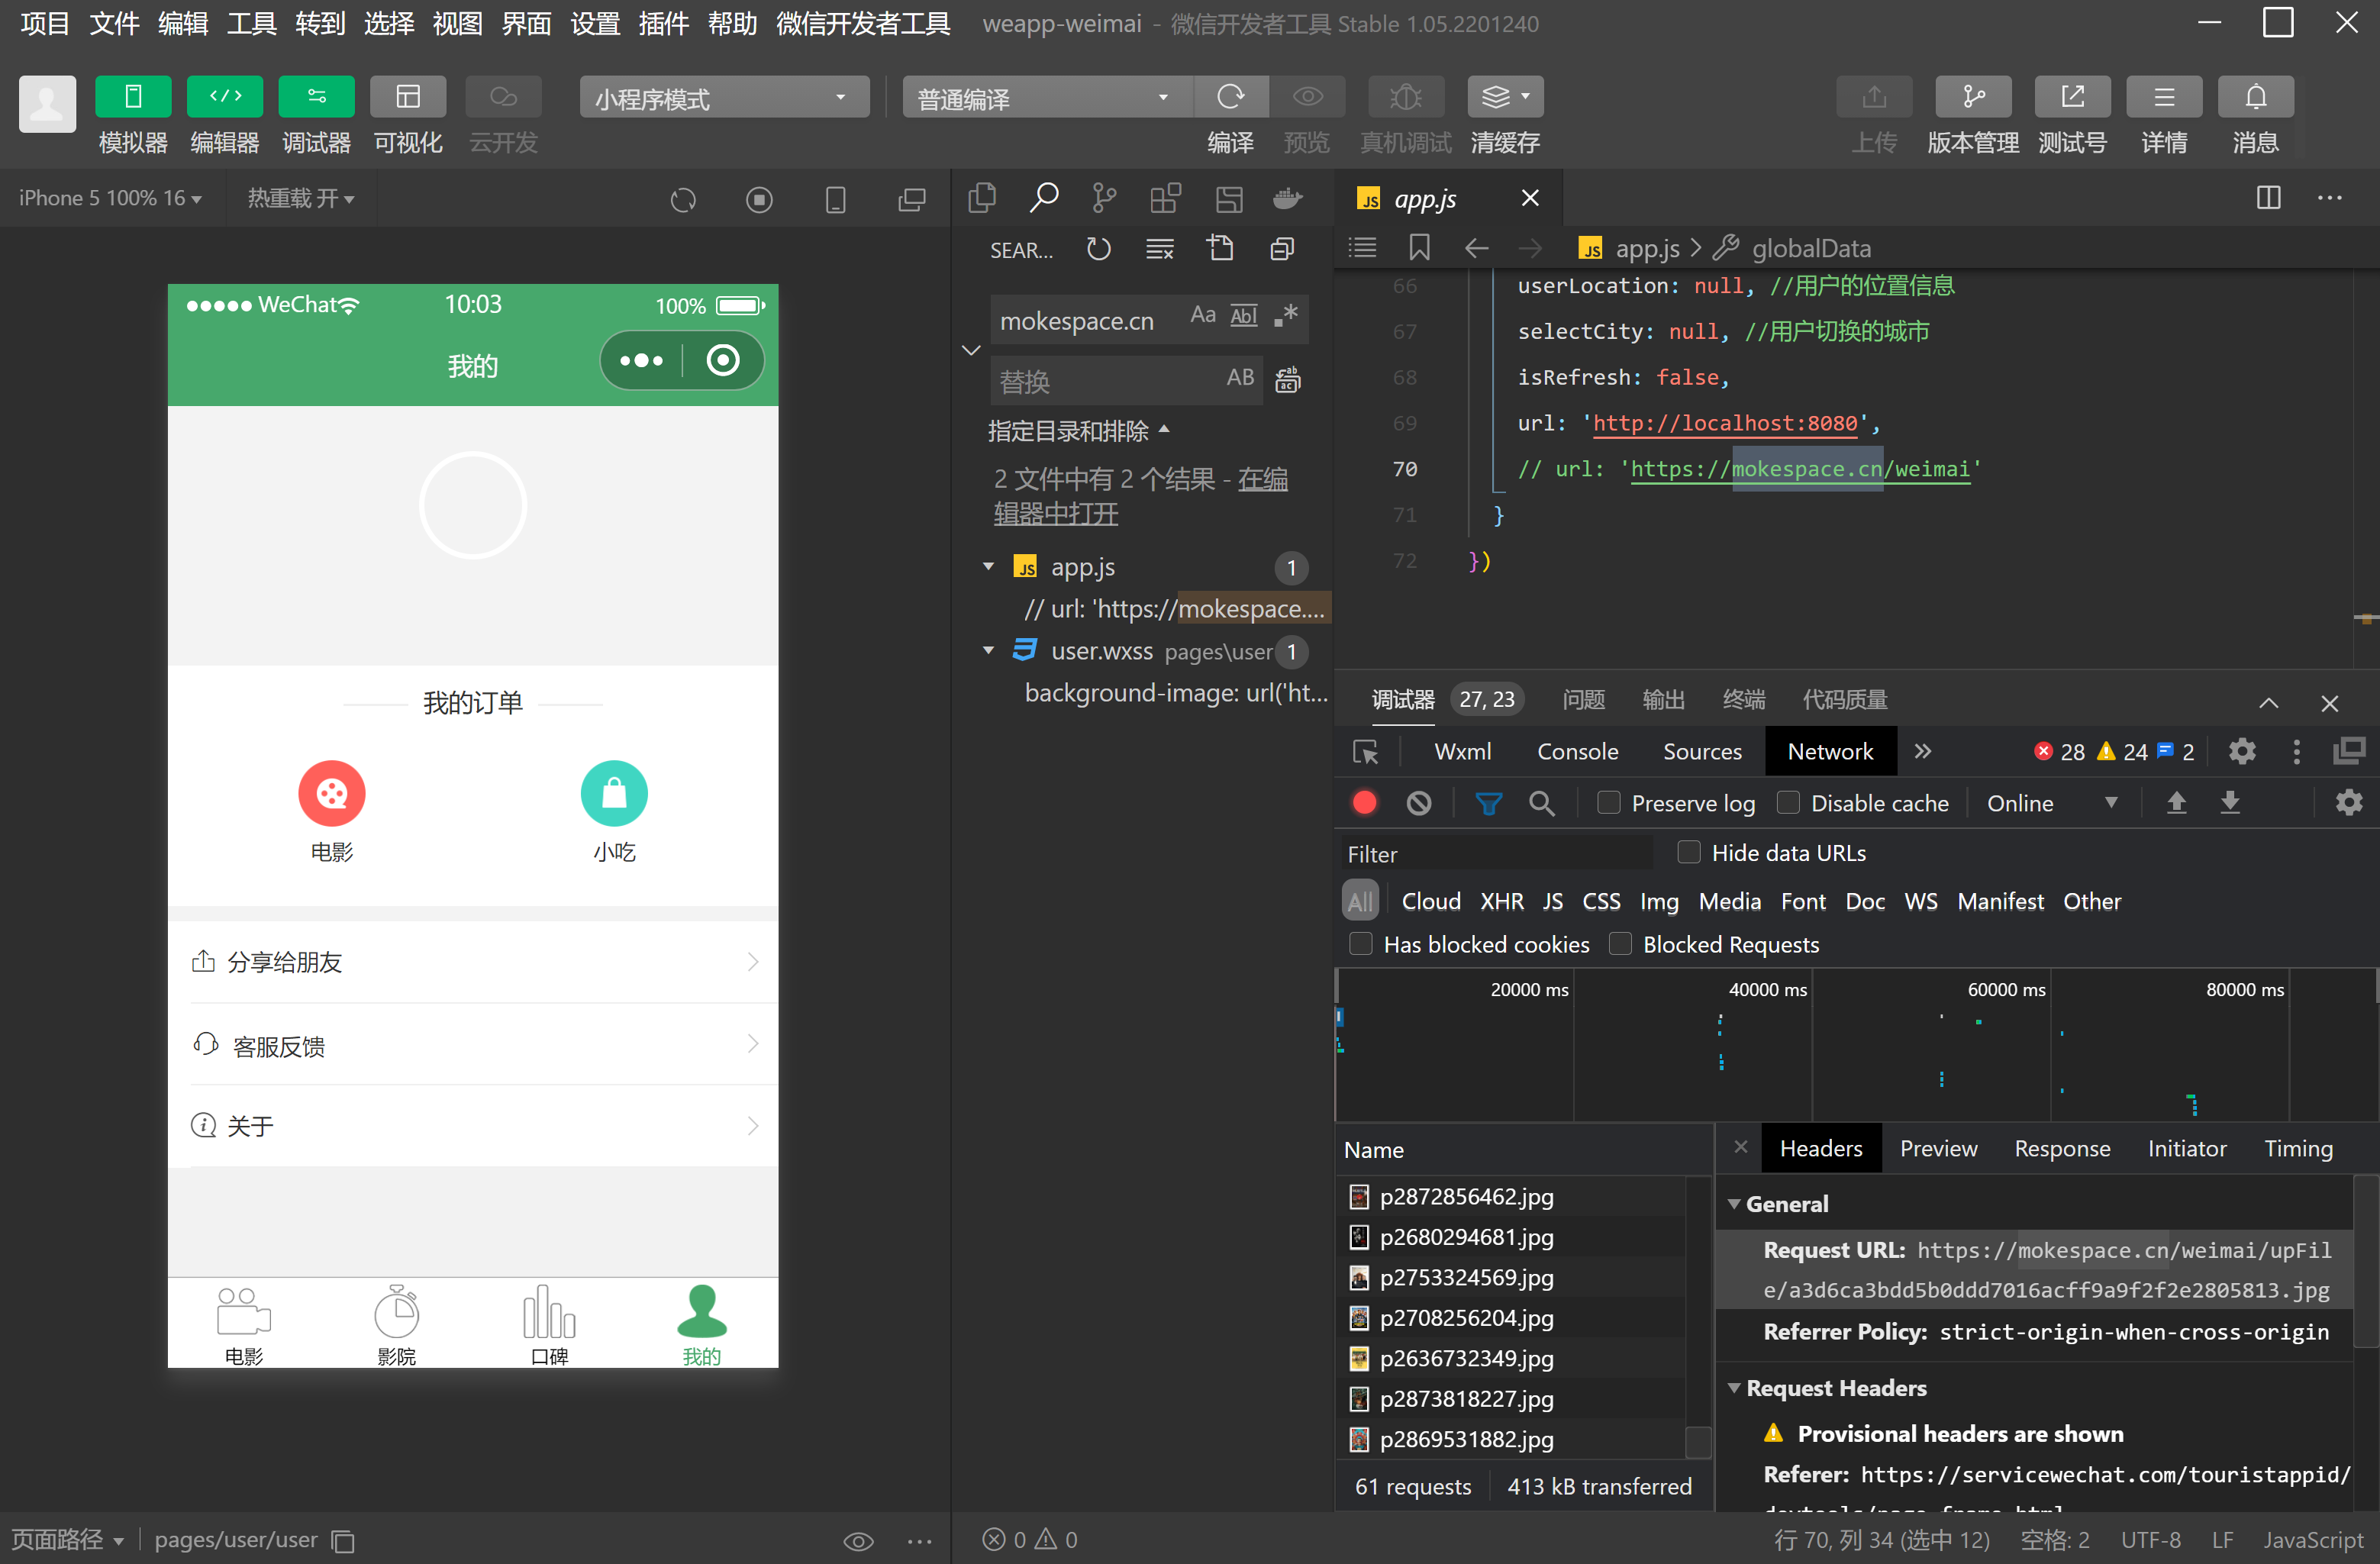 项目 文件 编辑 工具 转到 选择 视图 界面 设置 插件 帮助 微信开发者工具 weapp-weimai - 微信开发者工具 Stable 1.05.2201240
小程序模式 普通编译
模拟器 编辑器 调试器 可视化 云开发 编译 预览 真机调试 清缓存 上传 版本管理 测试号 详情 消息
iPhone 5 100% 16 热重载 开
WeChat 10:03 100%
我的
我的订单
电影 小吃
分享给朋友
客服反馈
关于
电影 影院 口碑 我的
页面路径 pages/user/user
SEAR...
mokespace.cn Aa Abl .*
替换 AB
指定目录和排除
2 文件中有 2 个结果 - 在编
辑器中打开
JS app.js 1
// url: 'https://mokespace....
user.wxss pages\user 1
background-image: url('ht...
0 0
JS app.js
JS app.js > globalData
66 userLocation: null, //用户的位置信息
67 selectCity: null, //用户切换的城市
68 isRefresh: false,
69 url: 'http://localhost:8080',
70 // url: 'https://mokespace.cn/weimai'
71 }
72 })
调试器 27, 23 问题 输出 终端 代码质量
Wxml Console Sources Network 28 24 2
Preserve log Disable cache Online
Filter Hide data URLs
All Cloud XHR JS CSS Img Media Font Doc WS Manifest Other
Has blocked cookies Blocked Requests
20000 ms 40000 ms 60000 ms 80000 ms
Name
p2872856462.jpg
p2680294681.jpg
p2753324569.jpg
p2708256204.jpg
p2636732349.jpg
p2873818227.jpg
p2869531882.jpg
61 requests 413 kB transferred
Headers Preview Response Initiator Timing
General
Request URL: https://mokespace.cn/weimai/upFil
e/a3d6ca3bdd5b0ddd7016acff9a9f2f2e2805813.jpg
Referrer Policy: strict-origin-when-cross-origin
Request Headers
Provisional headers are shown
Referer: https://servicewechat.com/touristappid/
devtools/page-frame.html
行 70, 列 34 (选中 12) 空格: 2 UTF-8 LF JavaScript